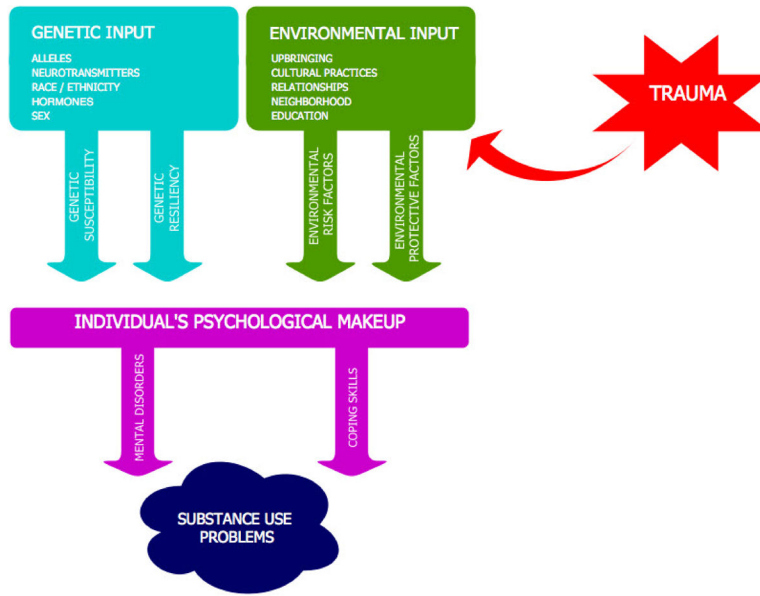 GENETIC INPUT
ALLELES
NEUROTRANSMITTERS
RACE / ETHNICITY
HORMONES
SEX
ENVIRONMENTAL INPUT
UPBRINGING
CULTURAL PRACTICES
RELATIONSHIPS
NEIGHBORHOOD
EDUCATION
TRAUMA
GENETIC
SUSCEPTIBILITY
GENETIC
RESILIENCY
ENVIRONMENTAL
RISK FACTORS
ENVIRONMENTAL
PROTECTIVE FACTORS
INDIVIDUAL'S PSYCHOLOGICAL MAKEUP
MENTAL DISORDERS
COPING SKILLS
SUBSTANCE USE
PROBLEMS